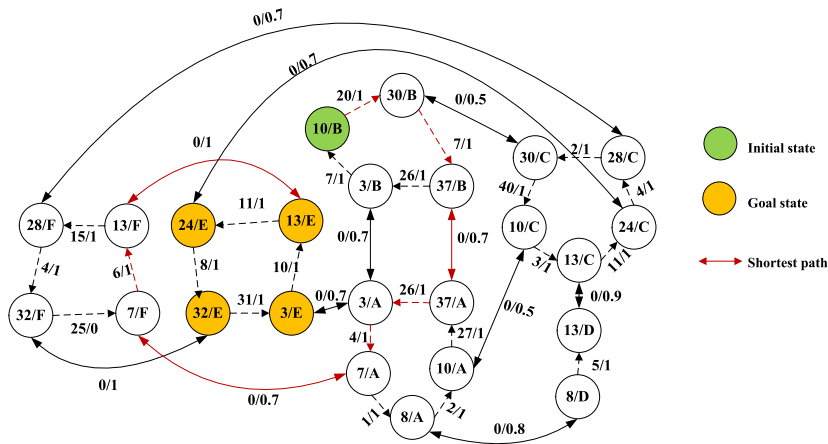 0/0.7
0/0.7
20/1
30/B
0/0.5
10/B
0/1
7/1
30/C
2/1
28/C
Initial state
7/1
3/B
26/1
37/B
40/1
4/1
11/1
28/F
15/1
13/F
24/E
13/E
10/C
24/C
Goal state
0/0.7
0/0.7
3/1
13/C
11/1
4/1
6/1
8/1
10/1
Shortest path
0/0.7
26/1
0/0.9
32/F
25/0
7/F
32/E
31/1
3/E
3/A
37/A
0/0.5
13/D
4/1
27/1
7/A
10/A
5/1
0/1
0/0.7
1/1
8/A
2/1
8/D
0/0.8